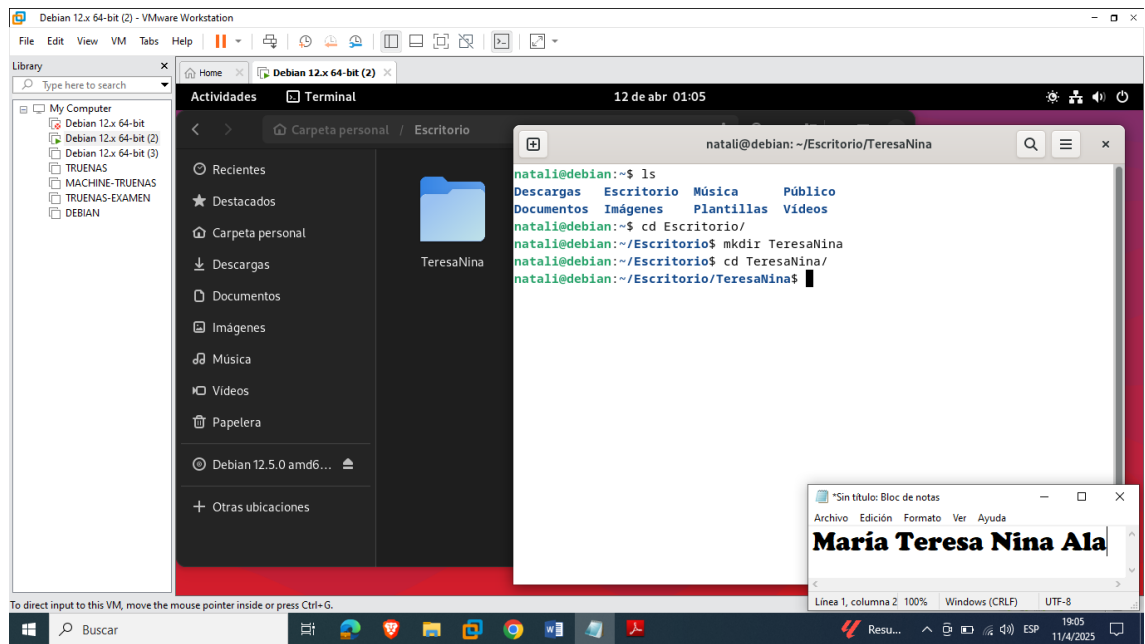 Debian 12.x 64-bit (2) - VMware Workstation
File Edit View VM Tabs Help
Library
Type here to search
My Computer
Debian 12.x 64-bit
Debian 12.x 64-bit (2)
Debian 12.x 64-bit (3)
TRUENAS
MACHINE-TRUENAS
TRUENAS-EXAMEN
DEBIAN
Home
Debian 12.x 64-bit (2)
Actividades Terminal 12 de abr 01:05
Carpeta personal / Escritorio
Recientes
Destacados
Carpeta personal
Descargas
Documentos
Imágenes
Música
Vídeos
Papelera
Debian 12.5.0 amd6...
Otras ubicaciones
TeresaNina
natali@debian: ~/Escritorio/TeresaNina
natali@debian:~$ ls
Descargas Escritorio Música Público
Documentos Imágenes Plantillas Vídeos
natali@debian:~$ cd Escritorio/
natali@debian:~/Escritorio$ mkdir TeresaNina
natali@debian:~/Escritorio$ cd TeresaNina/
natali@debian:~/Escritorio/TeresaNina$
*Sin título: Bloc de notas
Archivo Edición Formato Ver Ayuda
María Teresa Nina Ala
Línea 1, columna 2 100% Windows (CRLF) UTF-8
To direct input to this VM, move the mouse pointer inside or press Ctrl+G.
Buscar
Resu... ESP
19:05
11/4/2025